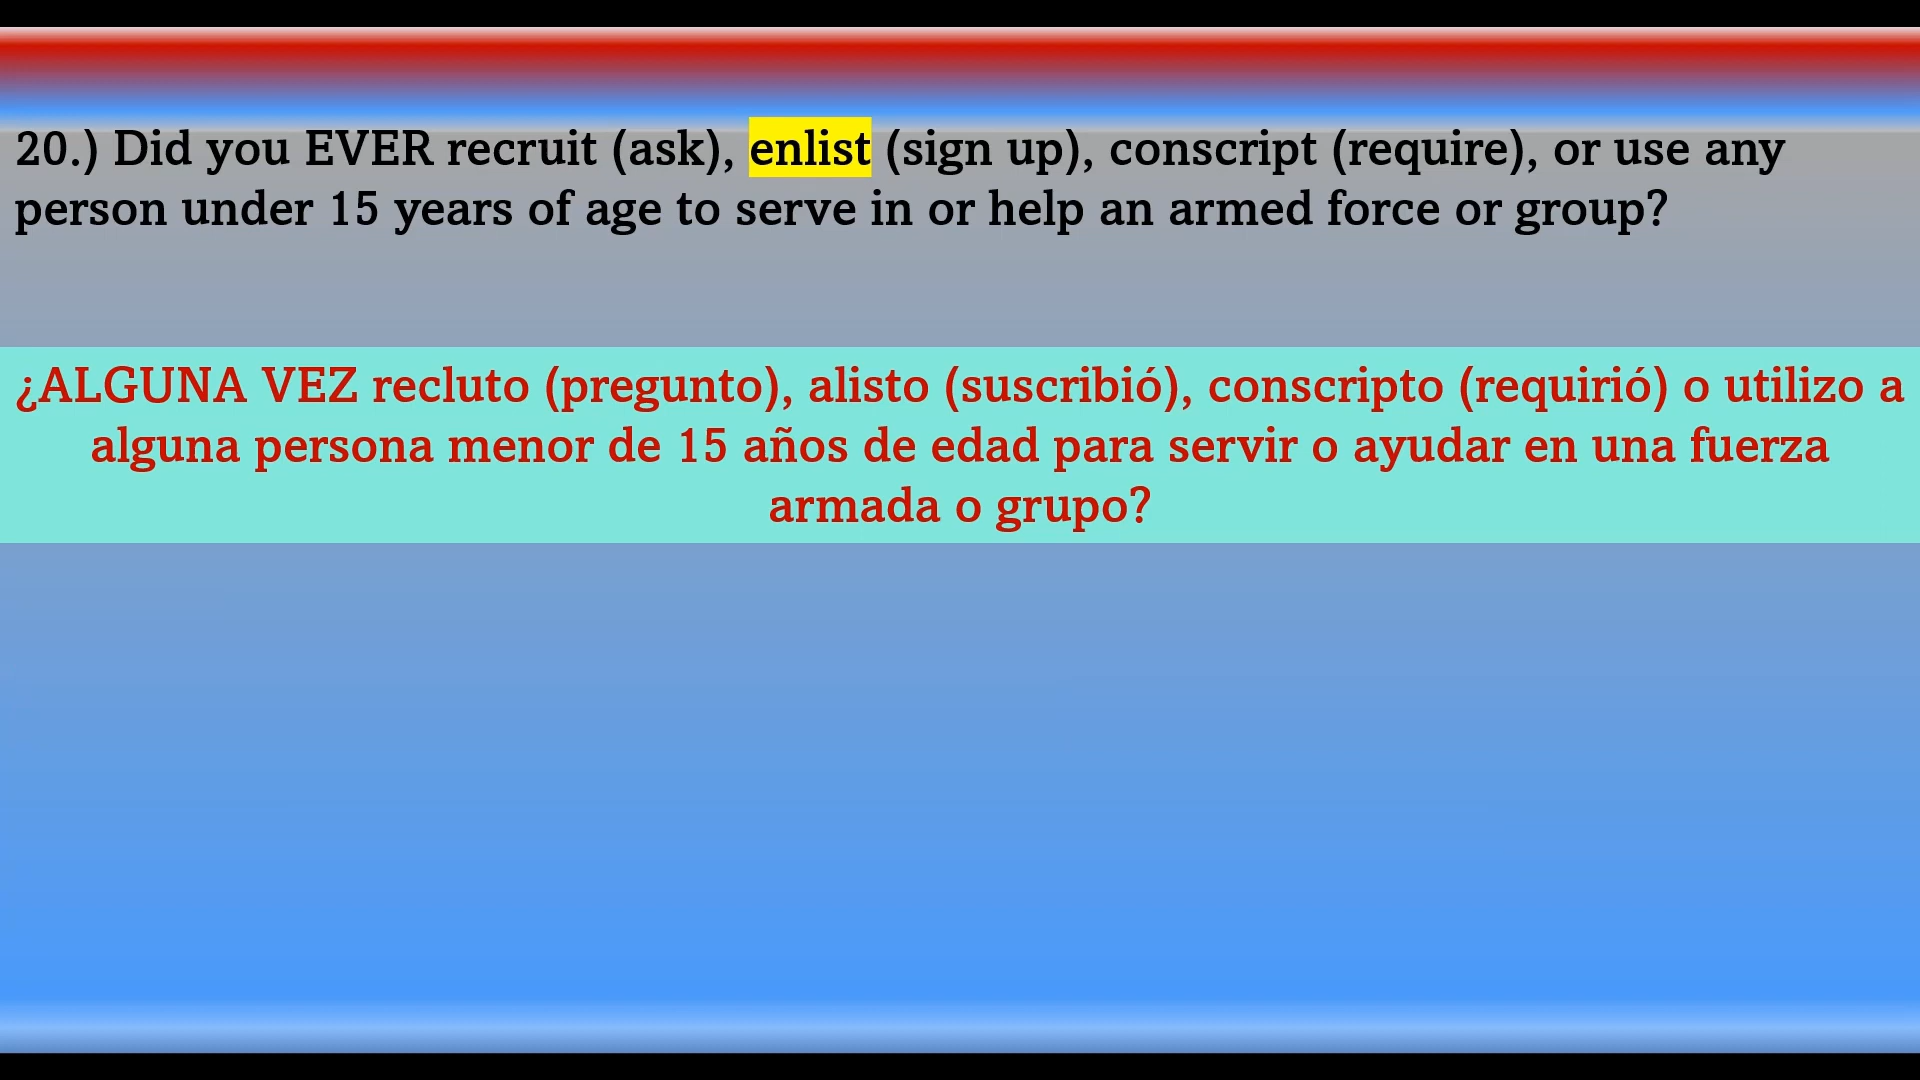 20.) Did you EVER recruit (ask), enlist (sign up), conscript (require), or use any
person under 15 years of age to serve in or help an armed force or group?
¿ALGUNA VEZ recluto (pregunto), alisto (suscribió), conscripto (requirió) o utilizo a
alguna persona menor de 15 años de edad para servir o ayudar en una fuerza
armada o grupo?